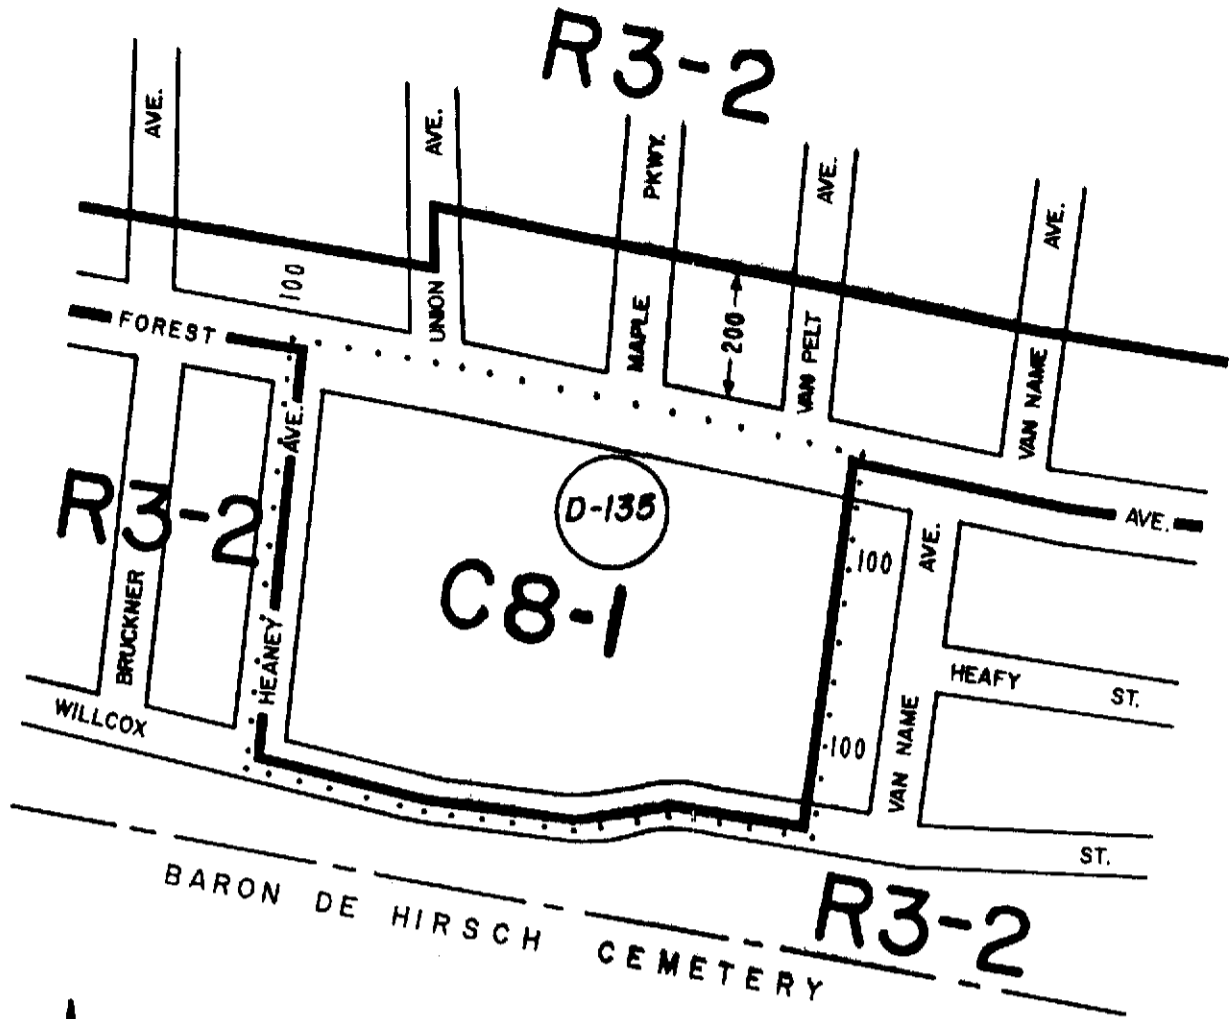 R3-2
AVE.
AVE.
PKWY.
AVE.
AVE.
100
UNION
MAPLE
200
VAN PELT
VAN NAME
FOREST
AVE.
R3-2
D-135
C8-1
100
AVE.
AVE.
BRUCKNER
HEANEY
HEAFY ST.
WILLCOX
100
VAN NAME
ST.
BARON DE HIRSCH CEMETERY
R3-2